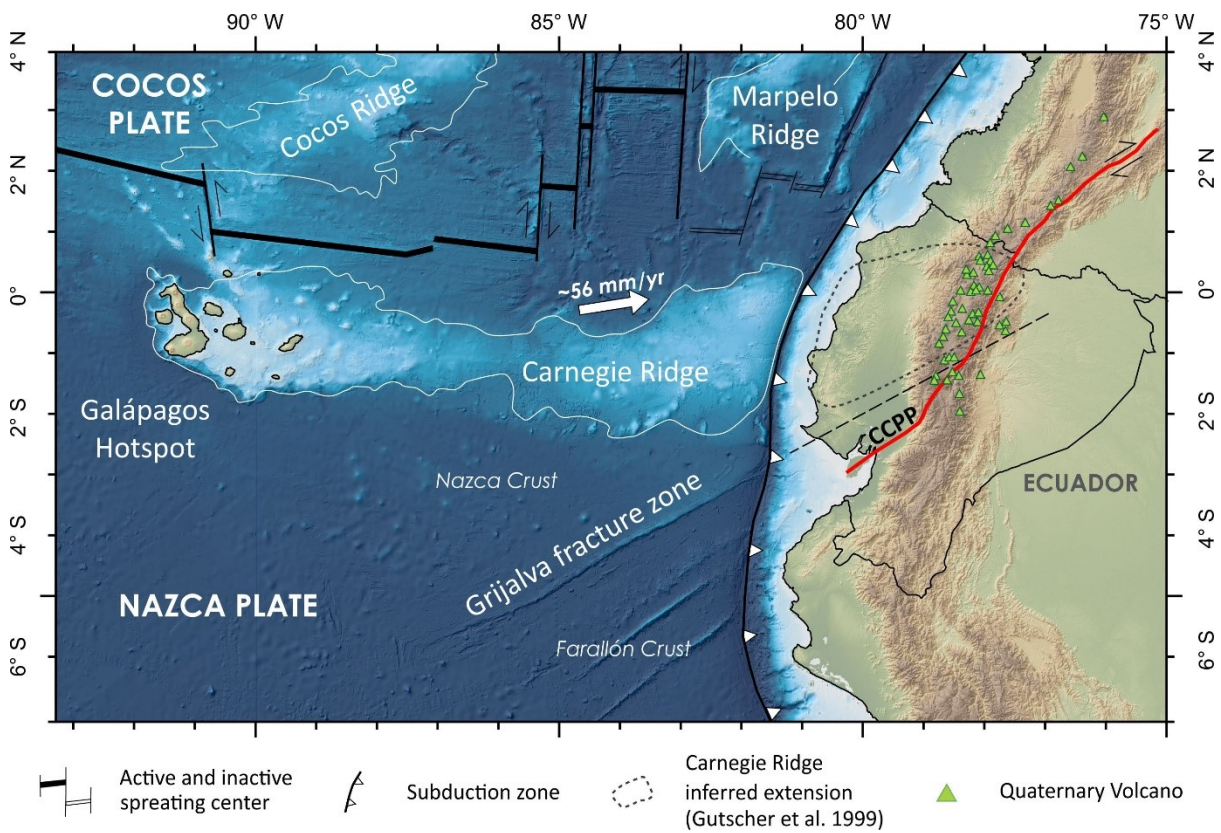 90° W
85° W
80° W
75° W
4° N
2° N
0°
2° S
4° S
6° S
4° N
2° N
0°
2° S
4° S
6° S
COCOS
PLATE
Cocos Ridge
Marpelo
Ridge
~56 mm/yr
Carnegie Ridge
Galápagos
Hotspot
CCPP
Nazca Crust
ECUADOR
Grijalva fracture zone
NAZCA PLATE
Farallón Crust
Active and inactive
spreating center
Subduction zone
Carnegie Ridge
inferred extension
(Gutscher et al. 1999)
Quaternary Volcano